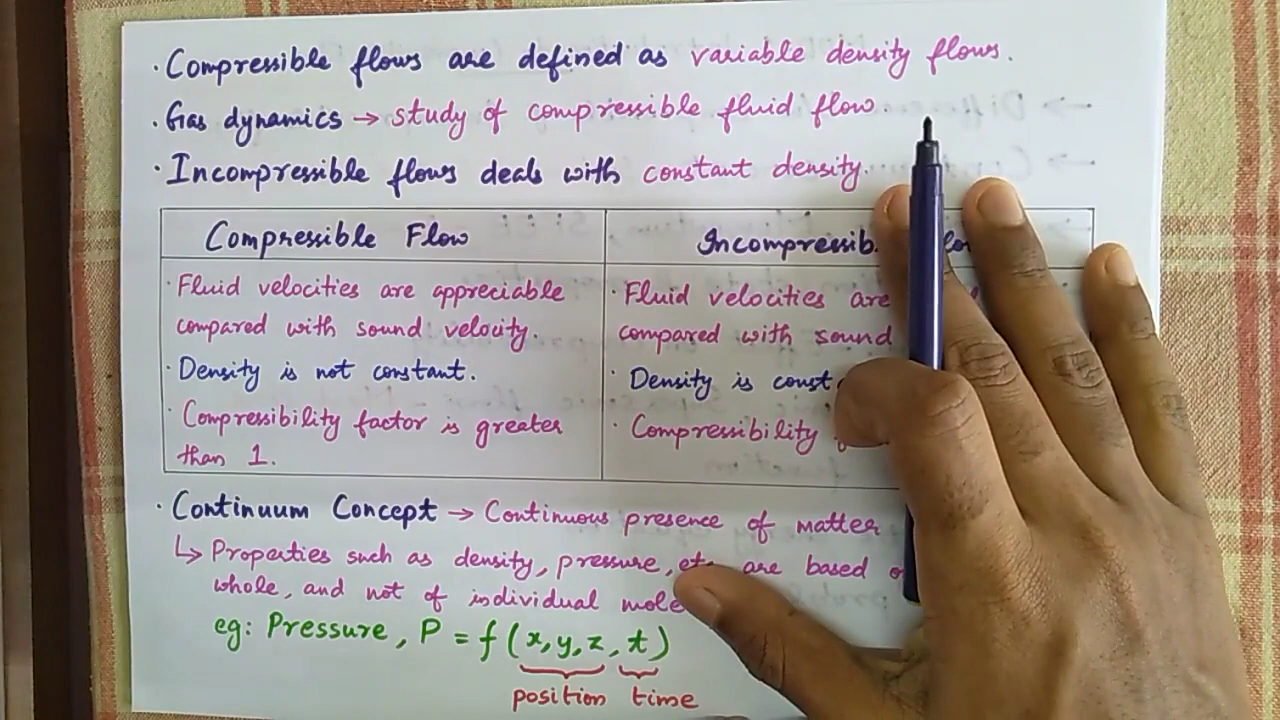 · Compressible flows are defined as variable density flows.
· Gas dynamics → study of compressible fluid flow.
· Incompressible flows deals with constant density.
Compressible Flow
· Fluid velocities are appreciable
compared with sound velocity.
· Density is not constant.
· Compressibility factor is greater
than 1.
Incompressib
· Fluid velocities are
compared with sound
· Density is const
· Compressibility
· Continuum Concept → Continuous presence of matter
↳ Properties such as density, pressure, etc are based
whole, and not of individual mole
eg: Pressure, P = f (x, y, z, t)
position time